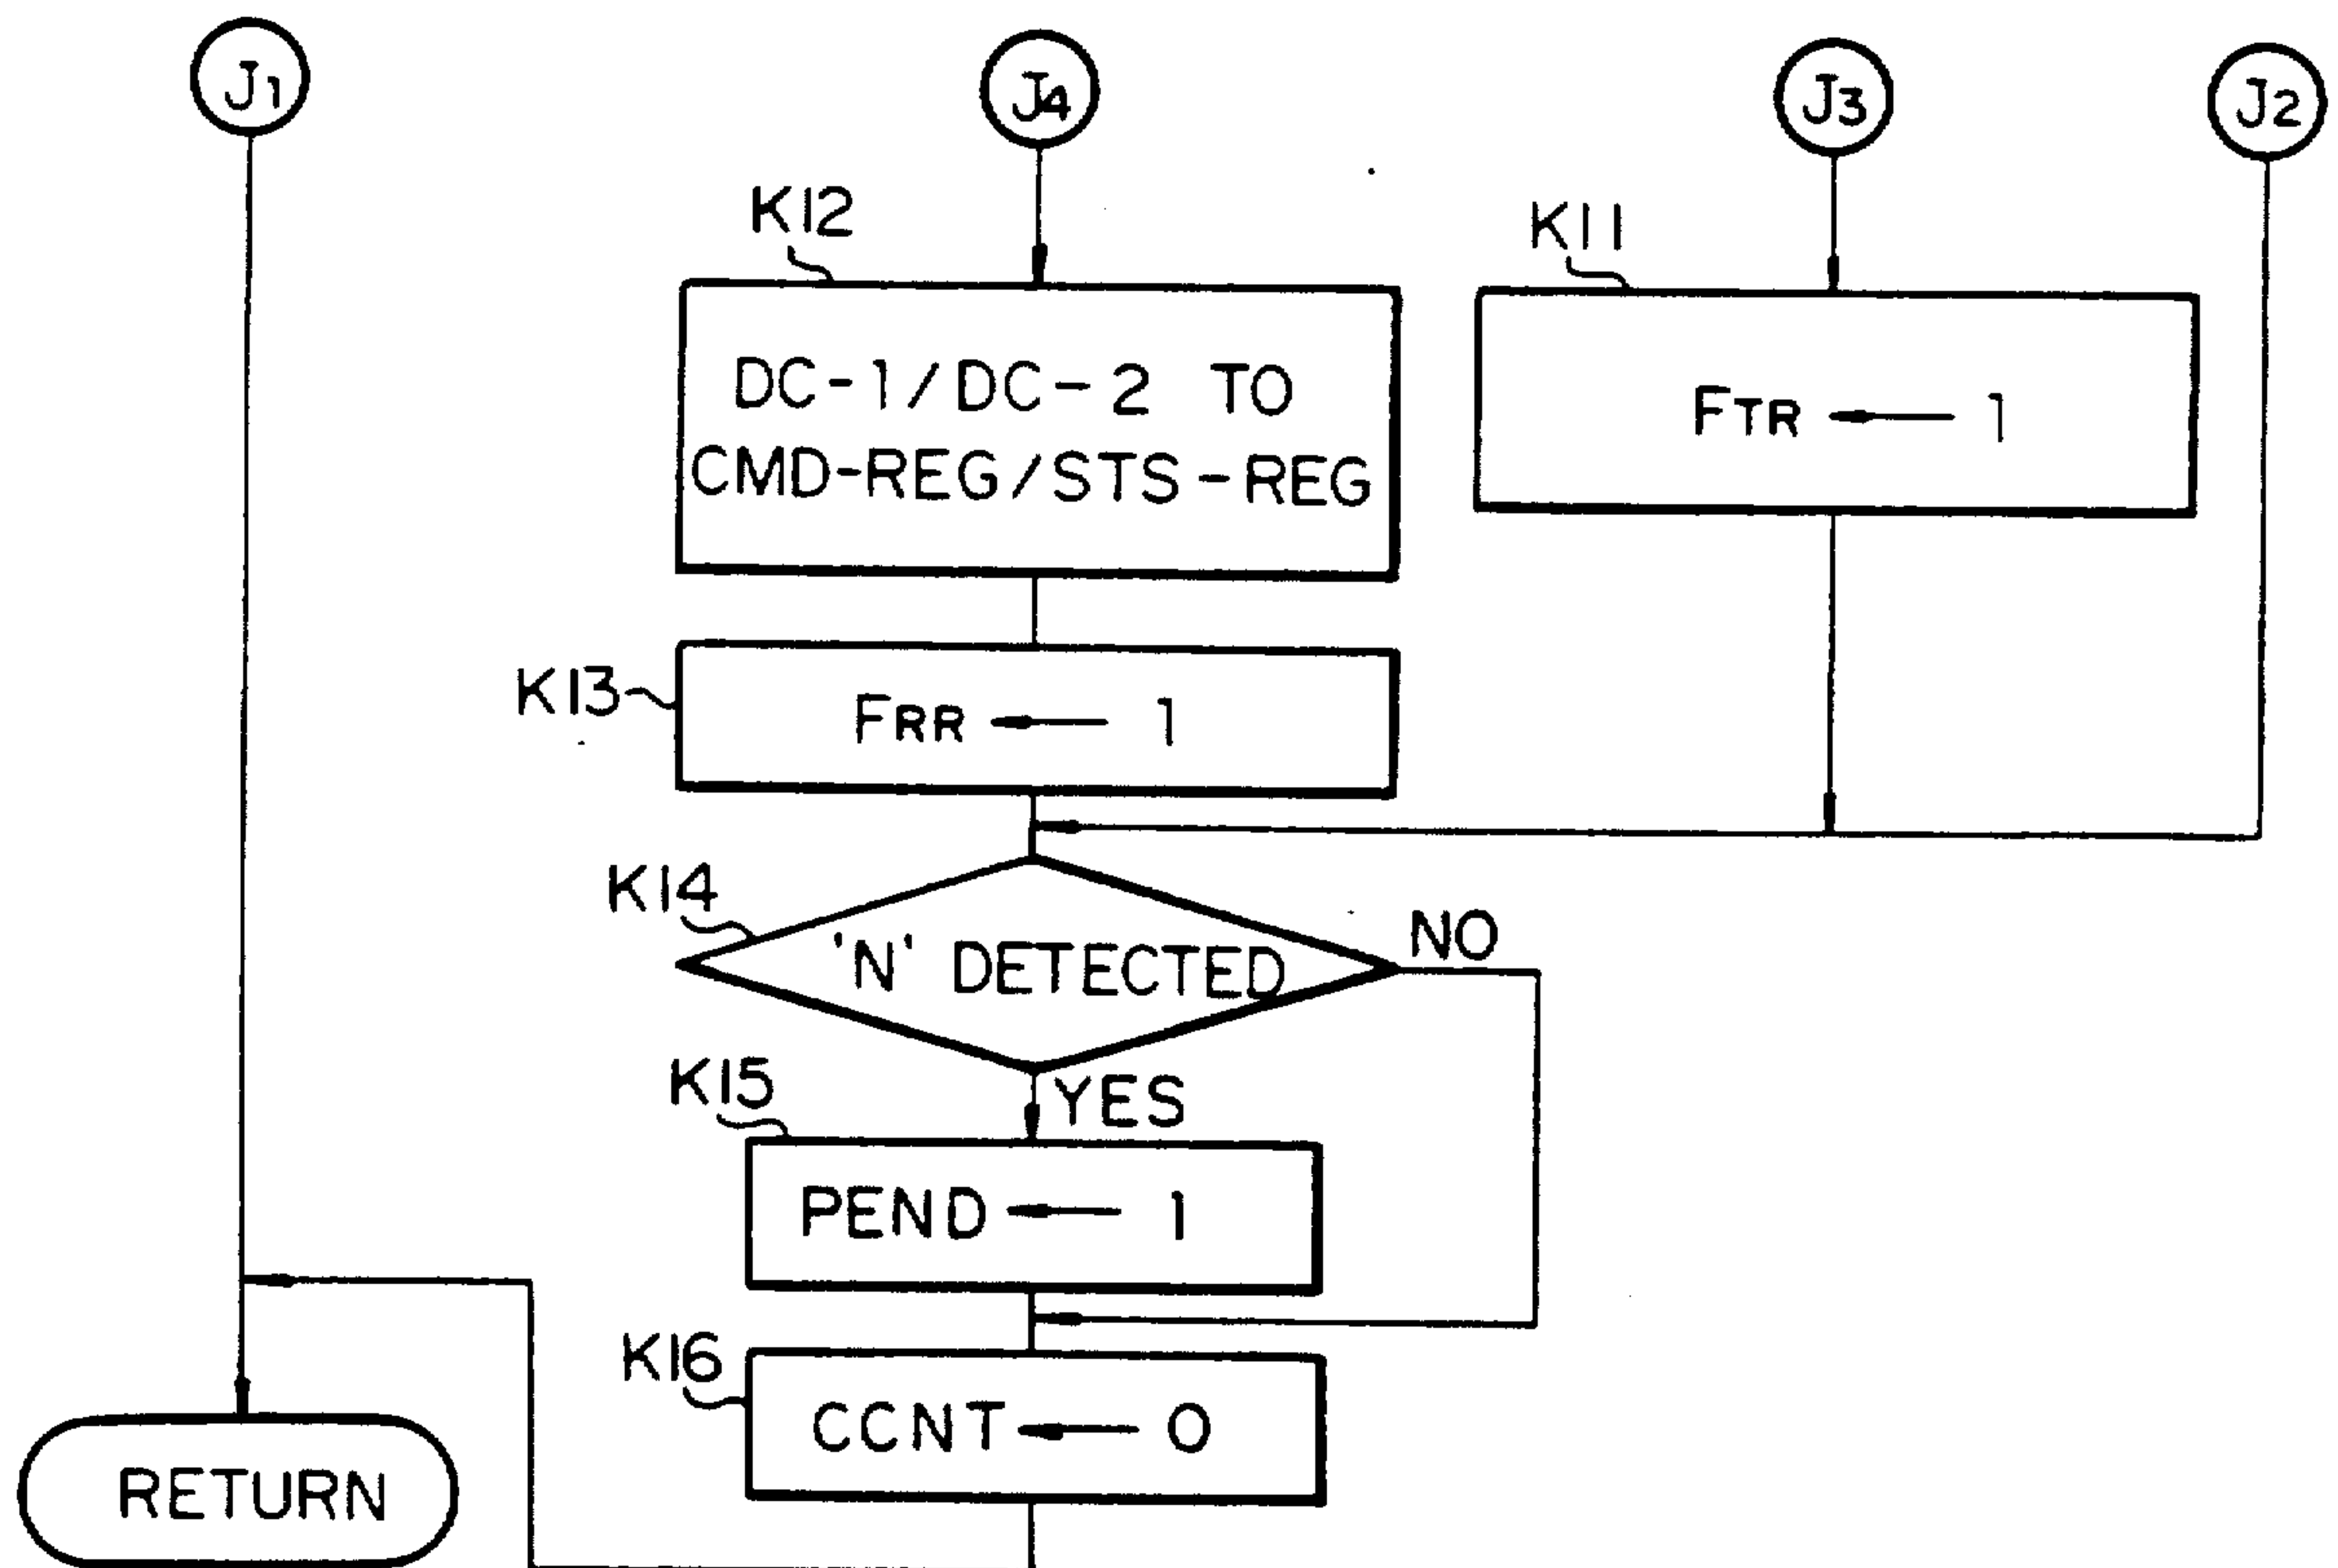 J1
J4
J3
J2
K12
K11
DC-1/DC-2 TO
CMD-REG/STS-REG
FTR ← 1
K13
FRR ← 1
K14
'N' DETECTED
NO
YES
K15
PEND ← 1
K16
CCNT ← 0
RETURN